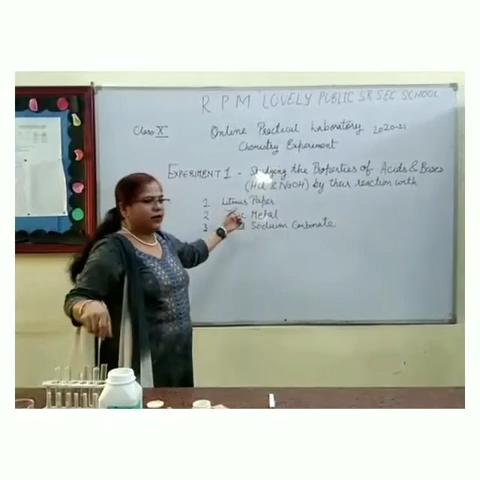 R P M LOVELY PUBLIC SR SEC SCHOOL
Class X
Online Practical Laboratory 2020-21
Chemistry Experiment
EXPERIMENT 1 - Studying the Properties of Acids & Bases
(HCl & NaOH) by their reaction with
1 Litmus Paper
2 Metal
3 Sodium Carbonate